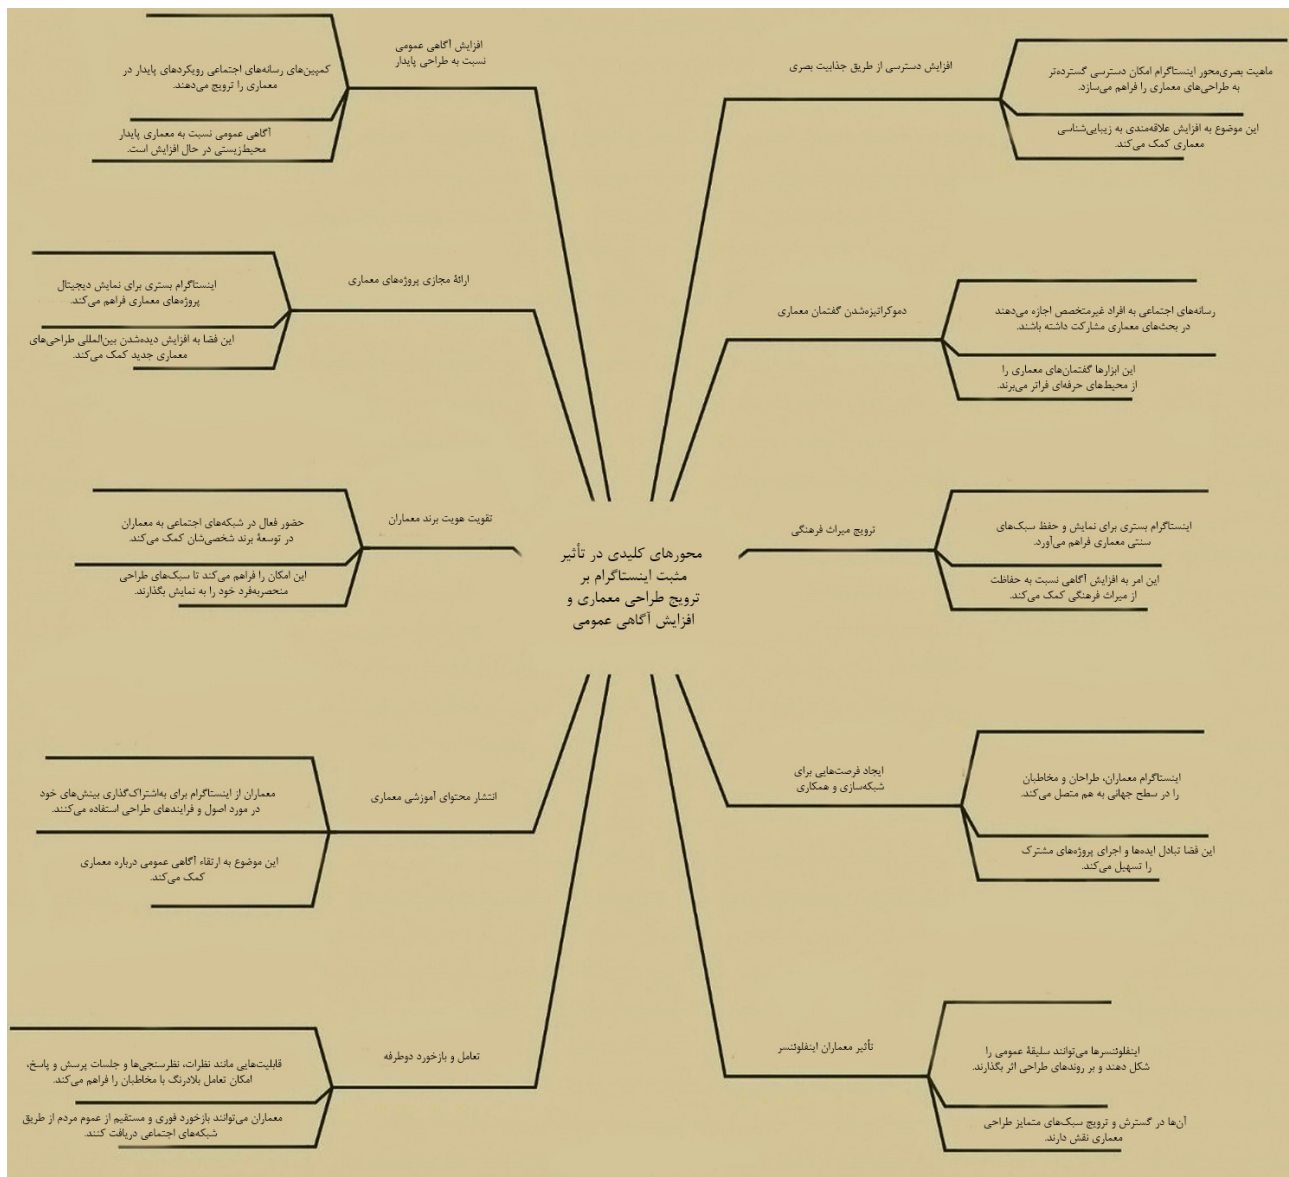 محورهای کلیدی در تأثیر
مثبت اینستاگرام بر
ترویج طراحی معماری و
افزایش آگاهی عمومی
افزایش دسترسی از طریق جذابیت بصری
ماهیت بصری‌محور اینستاگرام امکان دسترسی گسترده‌تر
به طراحی‌های معماری را فراهم می‌سازد.
این موضوع به افزایش علاقه‌مندی به زیبایی‌شناسی
معماری کمک می‌کند.
دموکراتیزه‌شدن گفتمان معماری
رسانه‌های اجتماعی به افراد غیرمتخصص اجازه می‌دهند
در بحث‌های معماری مشارکت داشته باشند.
این ابزارها گفتمان‌های معماری را
از محیط‌های حرفه‌ای فراتر می‌برند.
ترویج میراث فرهنگی
اینستاگرام بستری برای نمایش و حفظ سبک‌های
سنتی معماری فراهم می‌آورد.
این امر به افزایش آگاهی نسبت به حفاظت
از میراث فرهنگی کمک می‌کند.
ایجاد فرصت‌هایی برای
شبکه‌سازی و همکاری
اینستاگرام معماران، طراحان و مخاطبان
را در سطح جهانی به هم متصل می‌کند.
این فضا تبادل ایده‌ها و اجرای پروژه‌های مشترک
را تسهیل می‌کند.
تأثیر معماران اینفلوئنسر
اینفلوئنسرها می‌توانند سلیقۀ عمومی را
شکل دهند و بر روندهای طراحی اثر بگذارند.
آن‌ها در گسترش و ترویج سبک‌های متمایز طراحی
معماری نقش دارند.
افزایش آگاهی عمومی
نسبت به طراحی پایدار
کمپین‌های رسانه‌های اجتماعی رویکردهای پایدار در
معماری را ترویج می‌دهند.
آگاهی عمومی نسبت به معماری پایدار
محیط‌زیستی در حال افزایش است.
ارائۀ مجازی پروژه‌های معماری
اینستاگرام بستری برای نمایش دیجیتال
پروژه‌های معماری فراهم می‌کند.
این فضا به افزایش دیده‌شدن بین‌المللی طراحی‌های
معماری جدید کمک می‌کند.
تقویت هویت برند معماران
حضور فعال در شبکه‌های اجتماعی به معماران
در توسعۀ برند شخصی‌شان کمک می‌کند.
این امکان را فراهم می‌کند تا سبک‌های طراحی
منحصربه‌فرد خود را به نمایش بگذارند.
انتشار محتوای آموزشی معماری
معماران از اینستاگرام برای به‌اشتراک‌گذاری بینش‌های خود
در مورد اصول و فرایندهای طراحی استفاده می‌کنند.
این موضوع به ارتقاء آگاهی عمومی درباره معماری
کمک می‌کند.
تعامل و بازخورد دوطرفه
قابلیت‌هایی مانند نظرات، نظرسنجی‌ها و جلسات پرسش و پاسخ،
امکان تعامل بلادرنگ با مخاطبان را فراهم می‌کند.
معماران می‌توانند بازخورد فوری و مستقیم از عموم مردم از طریق
شبکه‌های اجتماعی دریافت کنند.